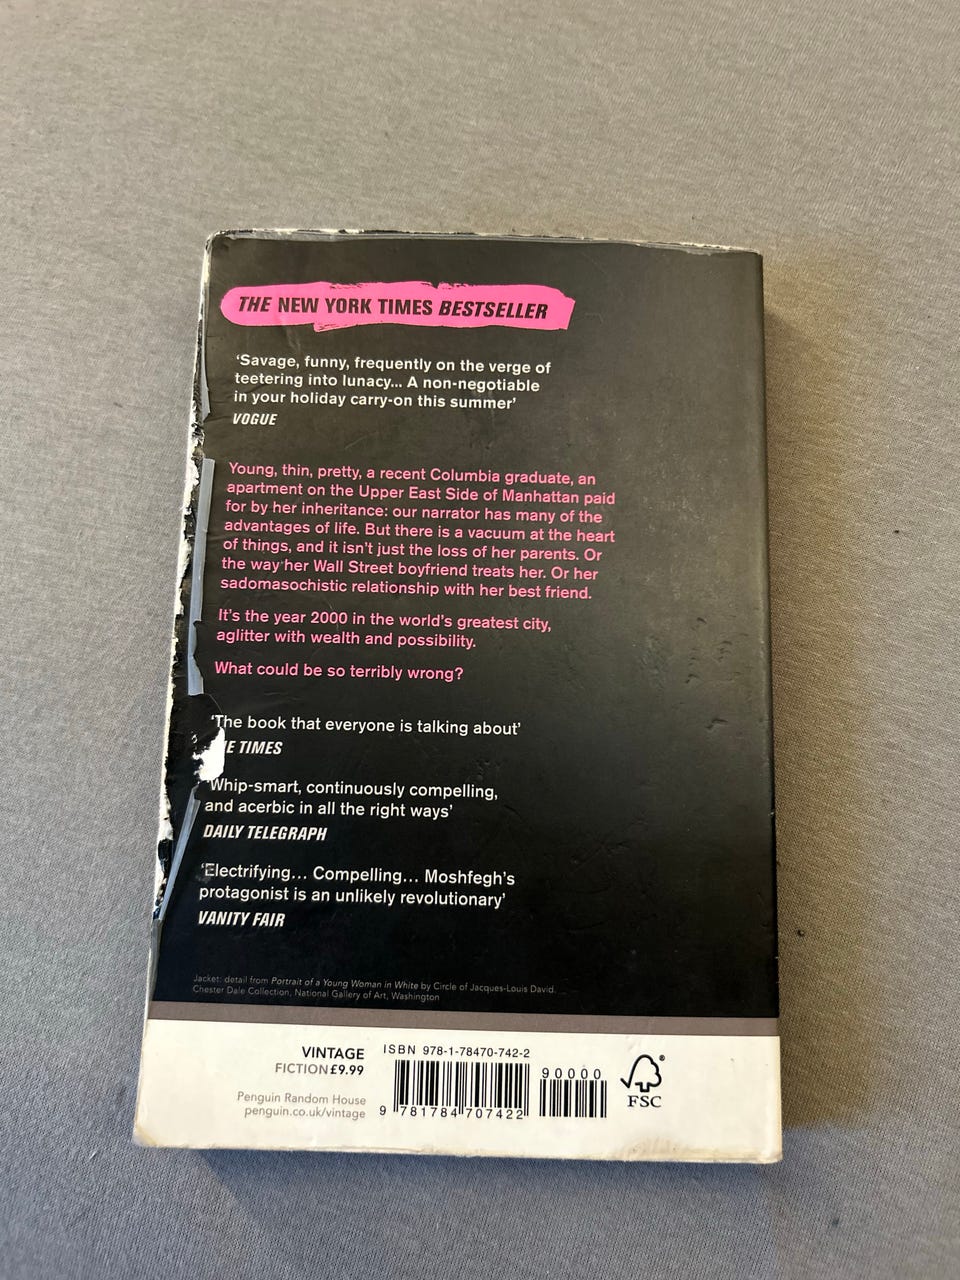 THE NEW YORK TIMES BESTSELLER
‘Savage, funny, frequently on the verge of
teetering into lunacy... A non-negotiable
in your holiday carry-on this summer’
VOGUE
Young, thin, pretty, a recent Columbia graduate, an
apartment on the Upper East Side of Manhattan paid
for by her inheritance: our narrator has many of the
advantages of life. But there is a vacuum at the heart
of things, and it isn’t just the loss of her parents. Or
the way her Wall Street boyfriend treats her. Or her
sadomasochistic relationship with her best friend.
It’s the year 2000 in the world’s greatest city,
aglitter with wealth and possibility.
What could be so terribly wrong?
‘The book that everyone is talking about’
TIMES
‘Whip-smart, continuously compelling,
and acerbic in all the right ways’
DAILY TELEGRAPH
‘Electrifying... Compelling... Moshfegh’s
protagonist is an unlikely revolutionary’
VANITY FAIR
Jacket: detail from Portrait of a Young Woman in White by Circle of Jacques-Louis David.
Chester Dale Collection, National Gallery of Art, Washington
VINTAGE
FICTION £9.99
Penguin Random House
penguin.co.uk/vintage
ISBN 978-1-78470-742-2
90000
9 781784 707422
FSC